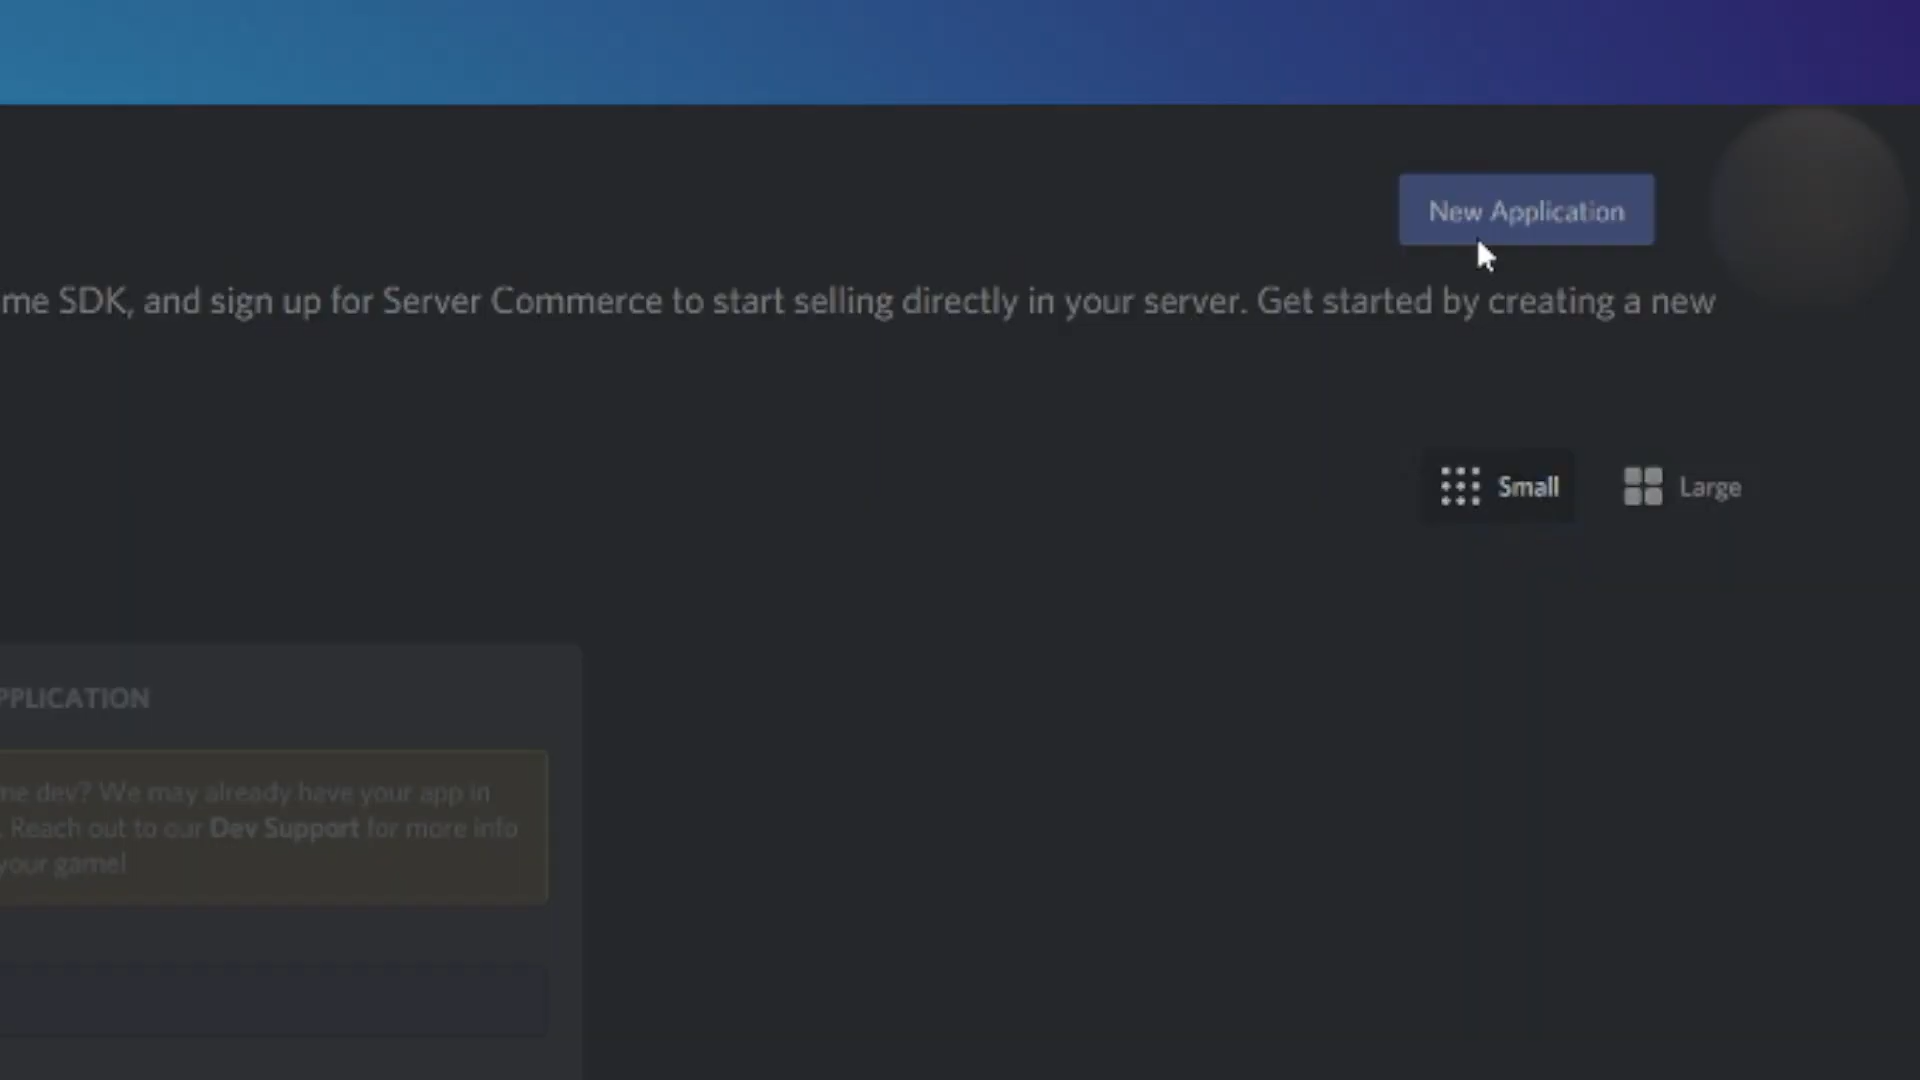 New Application
me SDK, and sign up for Server Commerce to start selling directly in your server. Get started by creating a new
Small
Large
PPLICATION
me dev? We may already have your app in
. Reach out to our Dev Support for more info
your game!